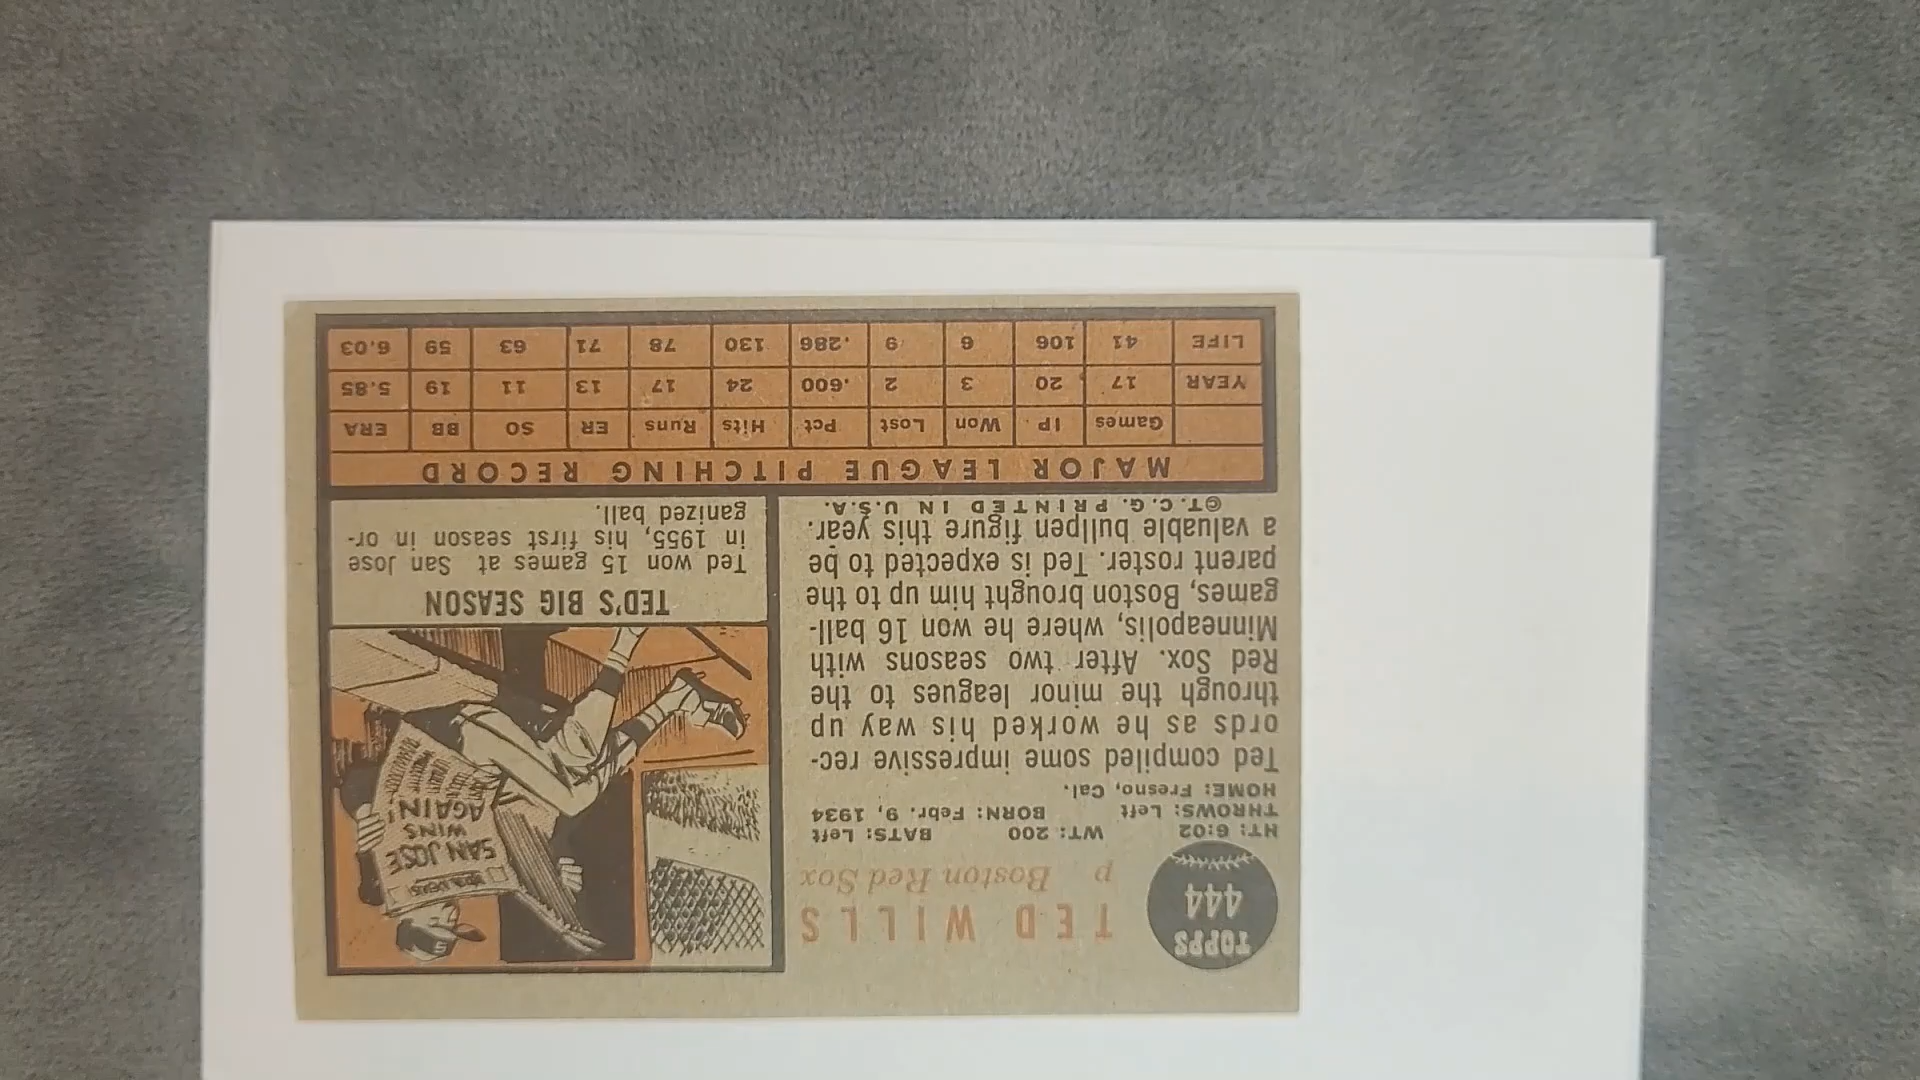 TOPPS
444
TED WILLS
p Boston Red Sox
HT: 6:02 WT: 200 BATS: Left
THROWS: Left BORN: Febr. 9, 1934
HOME: Fresno, Cal.
Ted compiled some impressive rec-
ords as he worked his way up
through the minor leagues to the
Red Sox. After two seasons with
Minneapolis, where he won 16 ball-
games, Boston brought him up to the
parent roster. Ted is expected to be
a valuable bullpen figure this year.
©T.C.G. PRINTED IN U.S.A.
SAN JOSE
WINS
AGAIN!
TED'S BIG SEASON
Ted won 15 games at San Jose
in 1955, his first season in or-
ganized ball.
MAJOR LEAGUE PITCHING RECORD
Games IP Won Lost Pct Hits Runs ER SO BB ERA
YEAR 17 20 3 2 .600 24 17 13 11 19 5.85
LIFE 41 106 6 9 .286 130 78 71 63 59 6.03